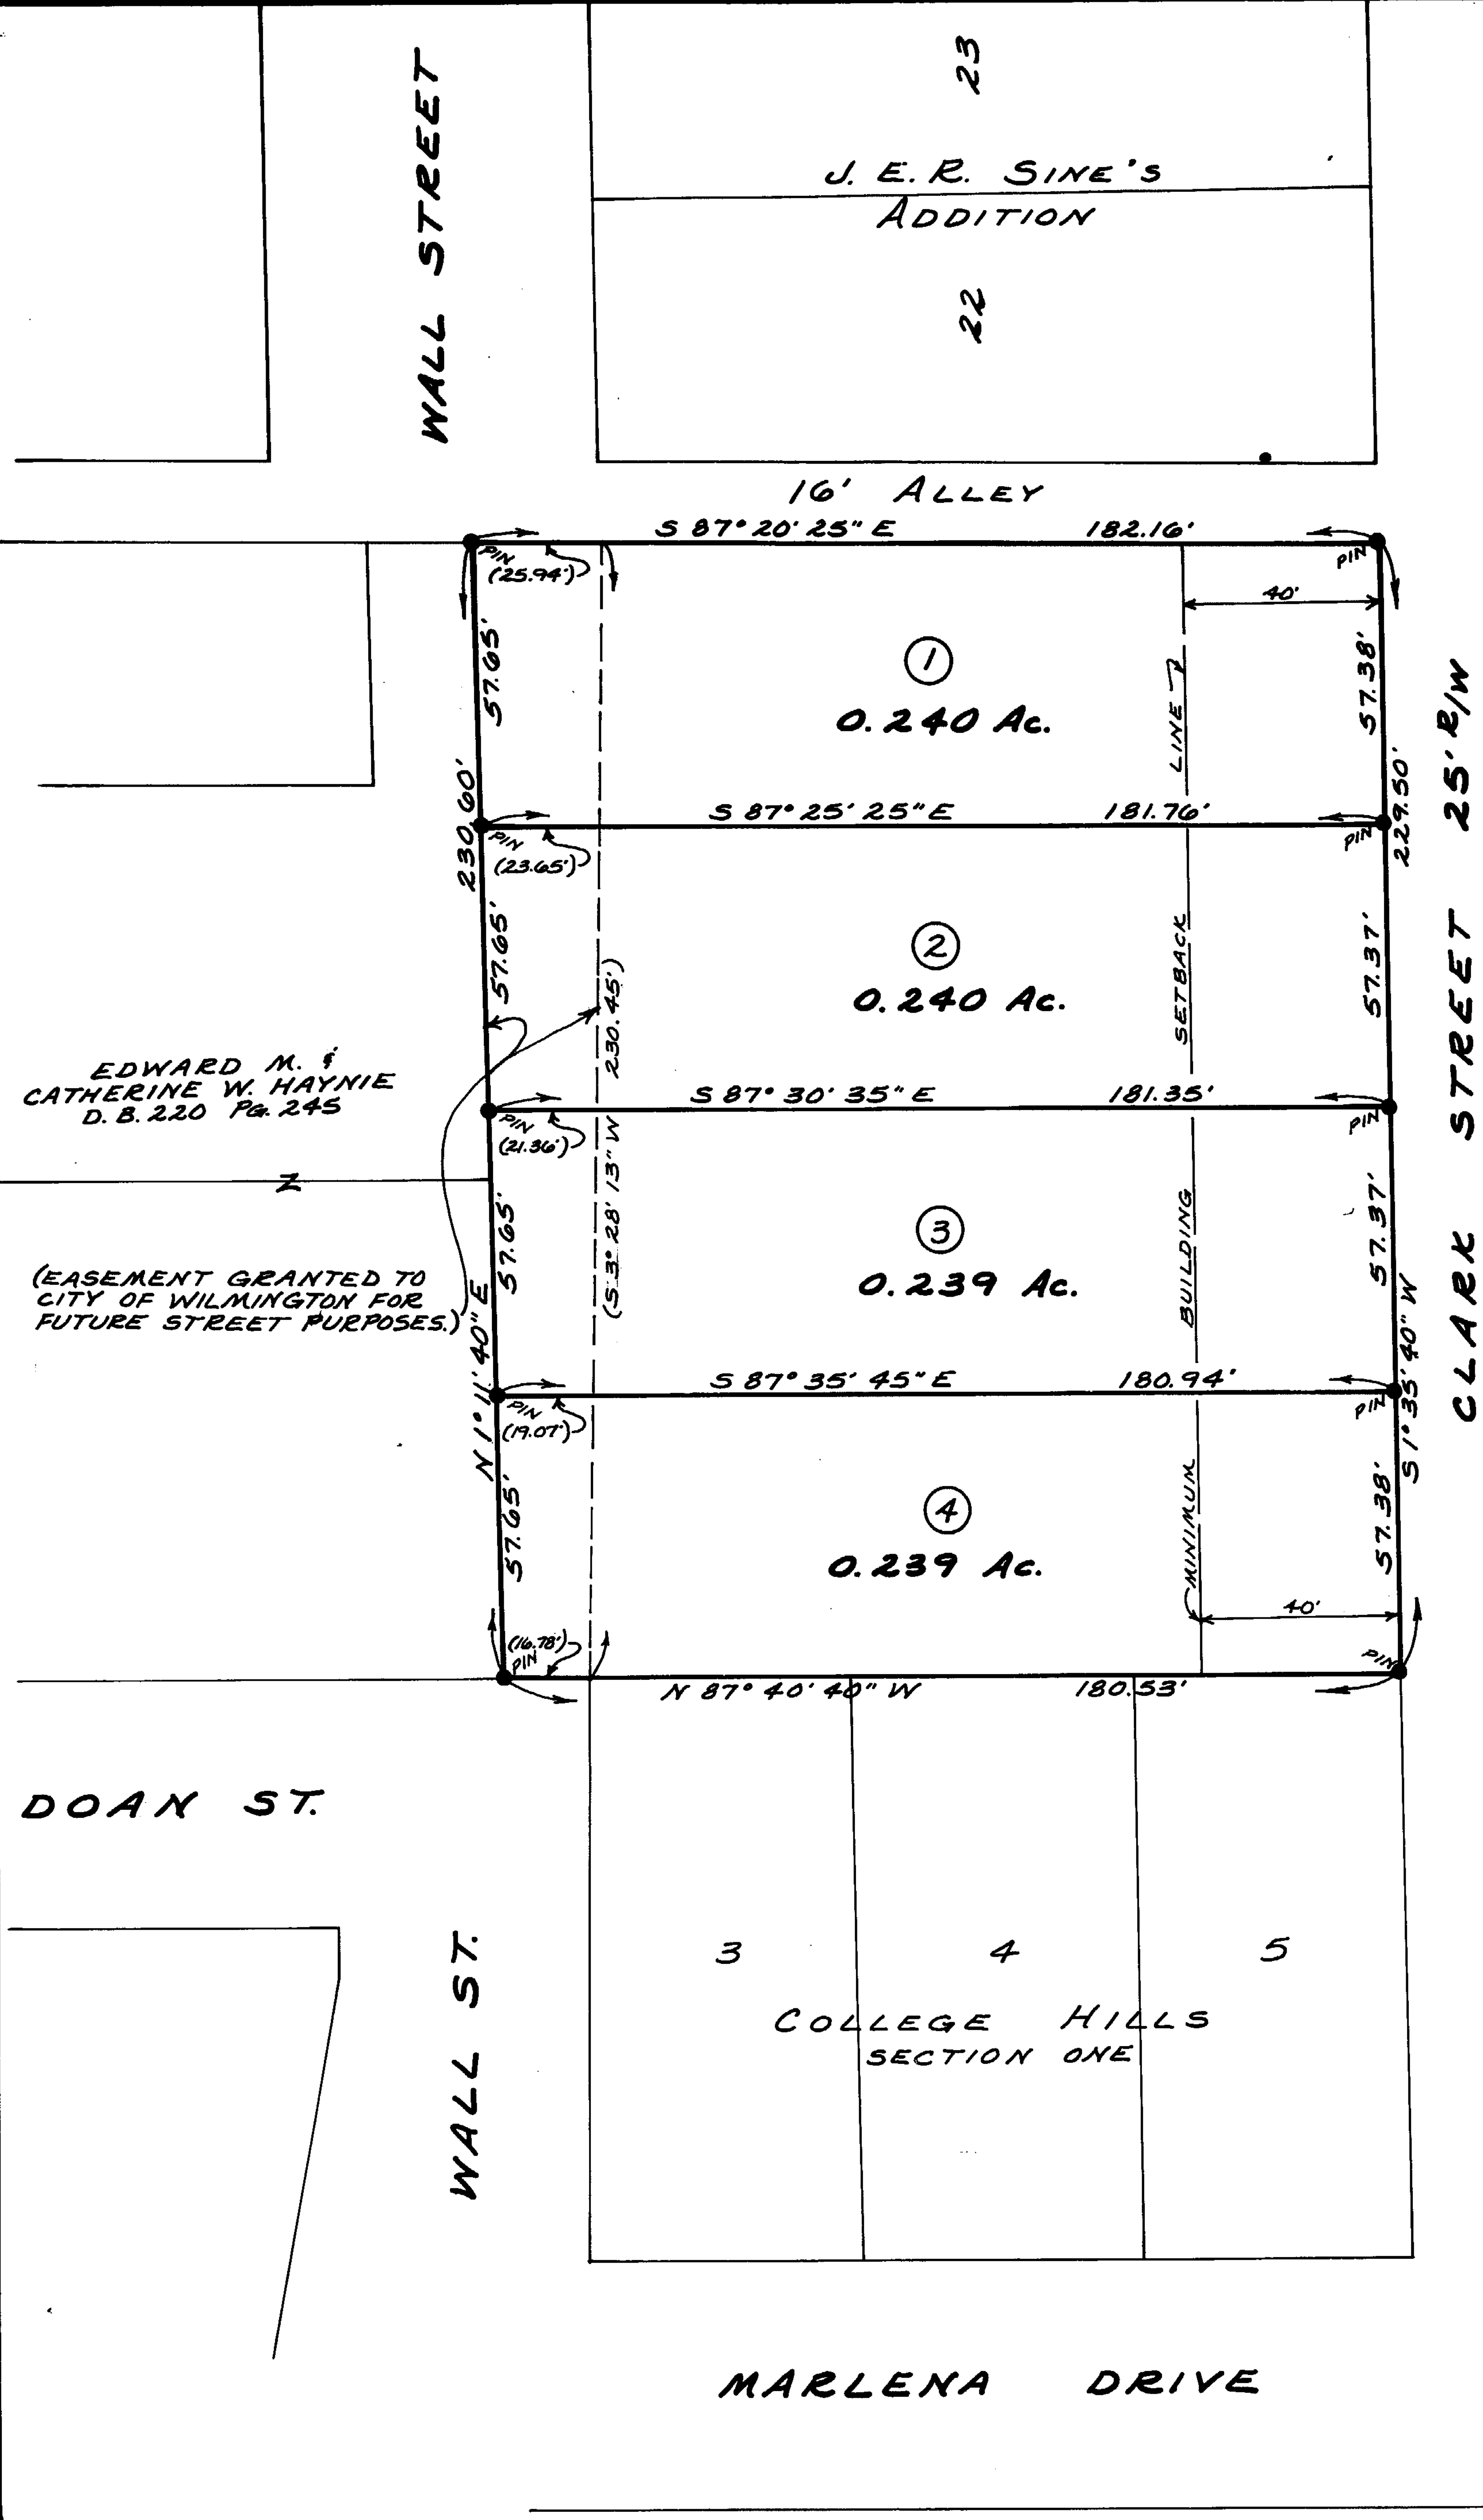 WALL STREET
23
J. E. R. SINE'S
ADDITION
22
16' ALLEY
S 87° 20' 25" E 182.16'
PIN
(25.94')
PIN
40'
57.65'
57.38'
1
0.240 Ac.
LINE
230.60'
229.50'
S 87° 25' 25" E 181.76'
PIN
(23.65')
PIN
57.65'
57.37'
2
0.240 Ac.
SETBACK
(S 3° 28' 13" W 230.45')
EDWARD M. &
CATHERINE W. HAYNIE
D. B. 220 PG. 245
S 87° 30' 35" E 181.35'
PIN
(21.36')
PIN
Z
57.65'
57.37'
3
0.239 Ac.
BUILDING
(EASEMENT GRANTED TO
CITY OF WILMINGTON FOR
FUTURE STREET PURPOSES.)
N 1° 11' 40" E
S 1° 35' 40" W
CLARK STREET 25' R/W
S 87° 35' 45" E 180.94'
PIN
(19.07')
PIN
57.65'
57.38'
4
0.239 Ac.
MINIMUM
40'
(16.78')
PIN
PIN
N 87° 40' 40" W 180.53'
DOAN ST.
WALL ST.
3 4 5
COLLEGE HILLS
SECTION ONE
MARLENA DRIVE